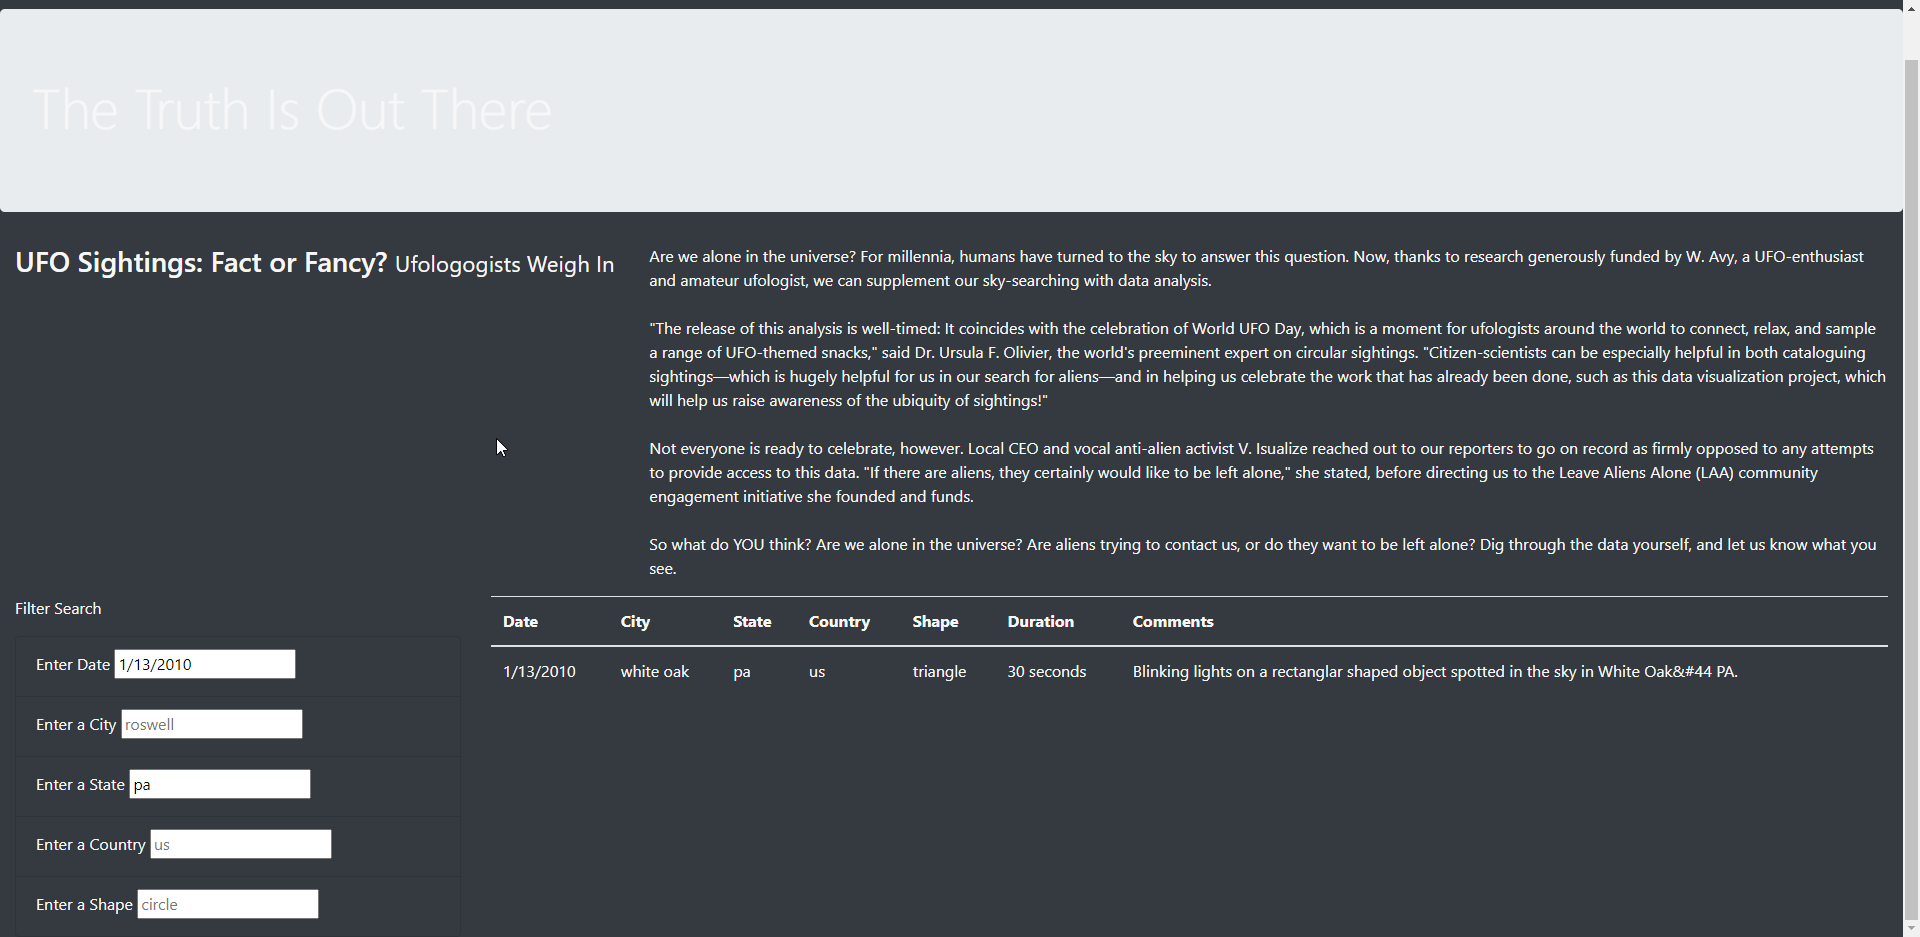 The Truth Is Out There
UFO Sightings: Fact or Fancy? Ufologogists Weigh In
Are we alone in the universe? For millennia, humans have turned to the sky to answer this question. Now, thanks to research generously funded by W. Avy, a UFO-enthusiast
and amateur ufologist, we can supplement our sky-searching with data analysis.
"The release of this analysis is well-timed: It coincides with the celebration of World UFO Day, which is a moment for ufologists around the world to connect, relax, and sample
a range of UFO-themed snacks," said Dr. Ursula F. Olivier, the world's preeminent expert on circular sightings. "Citizen-scientists can be especially helpful in both cataloguing
sightings—which is hugely helpful for us in our search for aliens—and in helping us celebrate the work that has already been done, such as this data visualization project, which
will help us raise awareness of the ubiquity of sightings!"
Not everyone is ready to celebrate, however. Local CEO and vocal anti-alien activist V. Isualize reached out to our reporters to go on record as firmly opposed to any attempts
to provide access to this data. "If there are aliens, they certainly would like to be left alone," she stated, before directing us to the Leave Aliens Alone (LAA) community
engagement initiative she founded and funds.
So what do YOU think? Are we alone in the universe? Are aliens trying to contact us, or do they want to be left alone? Dig through the data yourself, and let us know what you
see.
Filter Search
Enter Date 1/13/2010
Enter a City roswell
Enter a State pa
Enter a Country us
Enter a Shape circle
Date City State Country Shape Duration Comments
1/13/2010 white oak pa us triangle 30 seconds Blinking lights on a rectanglar shaped object spotted in the sky in White Oak&#44 PA.